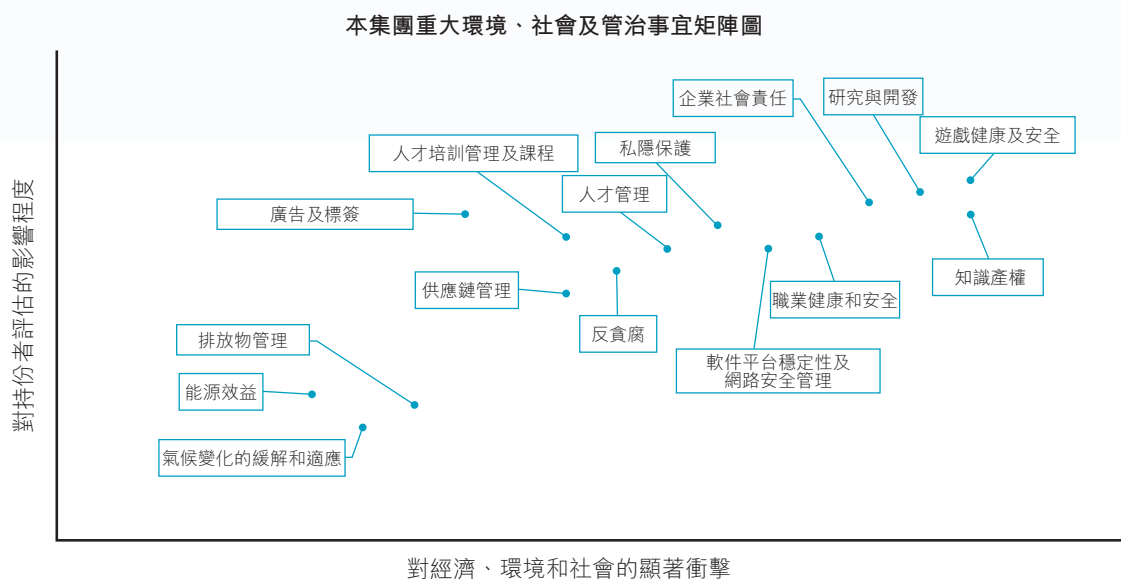 本集團重大環境、社會及管治事宜矩陣圖
對持份者評估的影響程度
企業社會責任
研究與開發
遊戲健康及安全
人才培訓管理及課程
私隱保護
人才管理
廣告及標簽
供應鏈管理
知識產權
職業健康和安全
反貪腐
排放物管理
軟件平台穩定性及
網路安全管理
能源效益
氣候變化的緩解和適應
對經濟、環境和社會的顯著衝擊